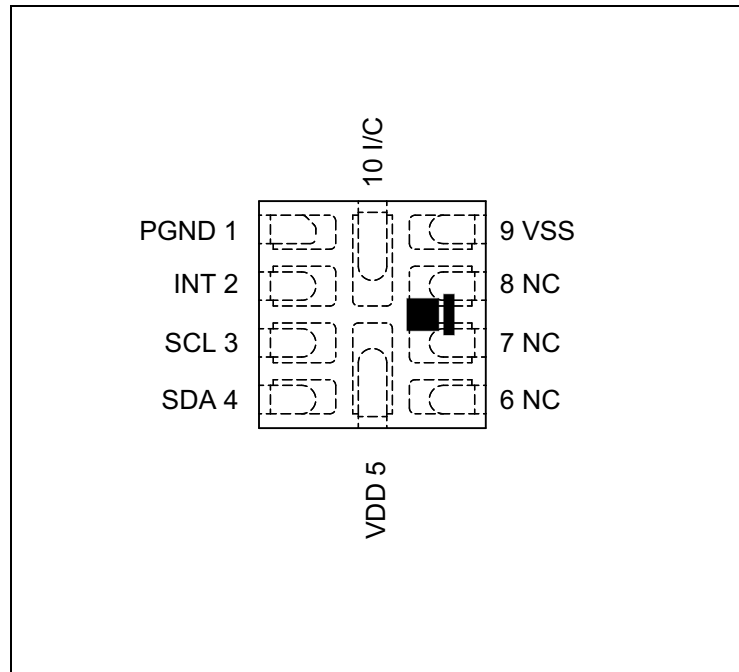 10 I/C
PGND 1
9 VSS
INT 2
8 NC
SCL 3
7 NC
SDA 4
6 NC
VDD 5